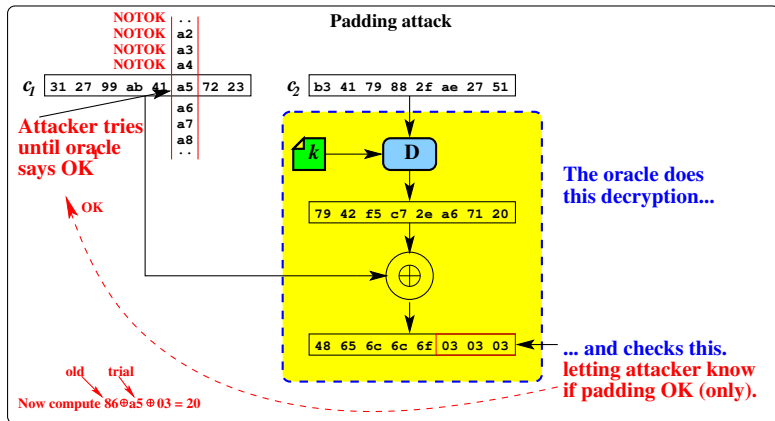 Padding attack
NOTOK ..
NOTOK a2
NOTOK a3
NOTOK a4
c1 31 27 99 ab 41 a5 72 23
c2 b3 41 79 88 2f ae 27 51
a6
a7
a8
..
Attacker tries
until oracle
says OK
OK
k
D
The oracle does
this decryption...
79 42 f5 c7 2e a6 71 20
⊕
48 65 6c 6c 6f 03 03 03
... and checks this.
letting attacker know
if padding OK (only).
old trial
Now compute 86⊕a5⊕03 = 20